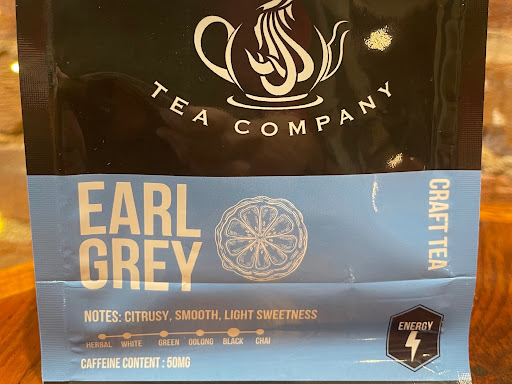 TEA COMPANY
EARL
GREY
CRAFT TEA
NOTES: CITRUSY, SMOOTH, LIGHT SWEETNESS
HERBAL WHITE GREEN OOLONG BLACK CHAI
CAFFEINE CONTENT : 50MG
ENERGY